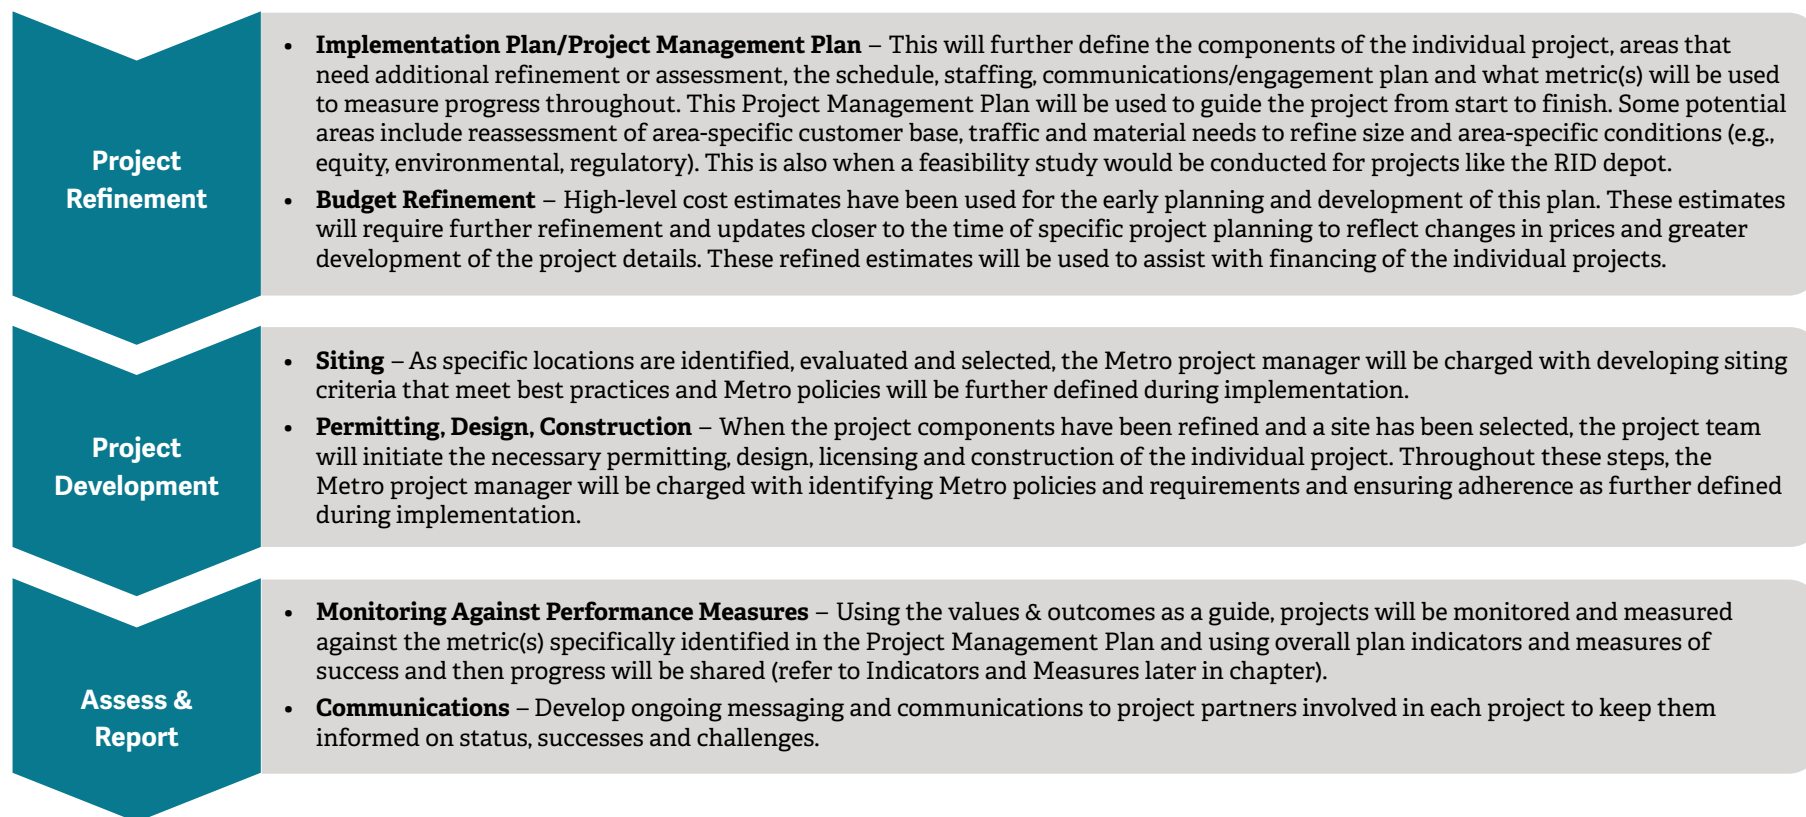 Project
Refinement
• Implementation Plan/Project Management Plan – This will further define the components of the individual project, areas that
need additional refinement or assessment, the schedule, staffing, communications/engagement plan and what metric(s) will be used
to measure progress throughout. This Project Management Plan will be used to guide the project from start to finish. Some potential
areas include reassessment of area-specific customer base, traffic and material needs to refine size and area-specific conditions (e.g.,
equity, environmental, regulatory). This is also when a feasibility study would be conducted for projects like the RID depot.
• Budget Refinement – High-level cost estimates have been used for the early planning and development of this plan. These estimates
will require further refinement and updates closer to the time of specific project planning to reflect changes in prices and greater
development of the project details. These refined estimates will be used to assist with financing of the individual projects.
Project
Development
• Siting – As specific locations are identified, evaluated and selected, the Metro project manager will be charged with developing siting
criteria that meet best practices and Metro policies will be further defined during implementation.
• Permitting, Design, Construction – When the project components have been refined and a site has been selected, the project team
will initiate the necessary permitting, design, licensing and construction of the individual project. Throughout these steps, the
Metro project manager will be charged with identifying Metro policies and requirements and ensuring adherence as further defined
during implementation.
Assess &
Report
• Monitoring Against Performance Measures – Using the values & outcomes as a guide, projects will be monitored and measured
against the metric(s) specifically identified in the Project Management Plan and using overall plan indicators and measures of
success and then progress will be shared (refer to Indicators and Measures later in chapter).
• Communications – Develop ongoing messaging and communications to project partners involved in each project to keep them
informed on status, successes and challenges.